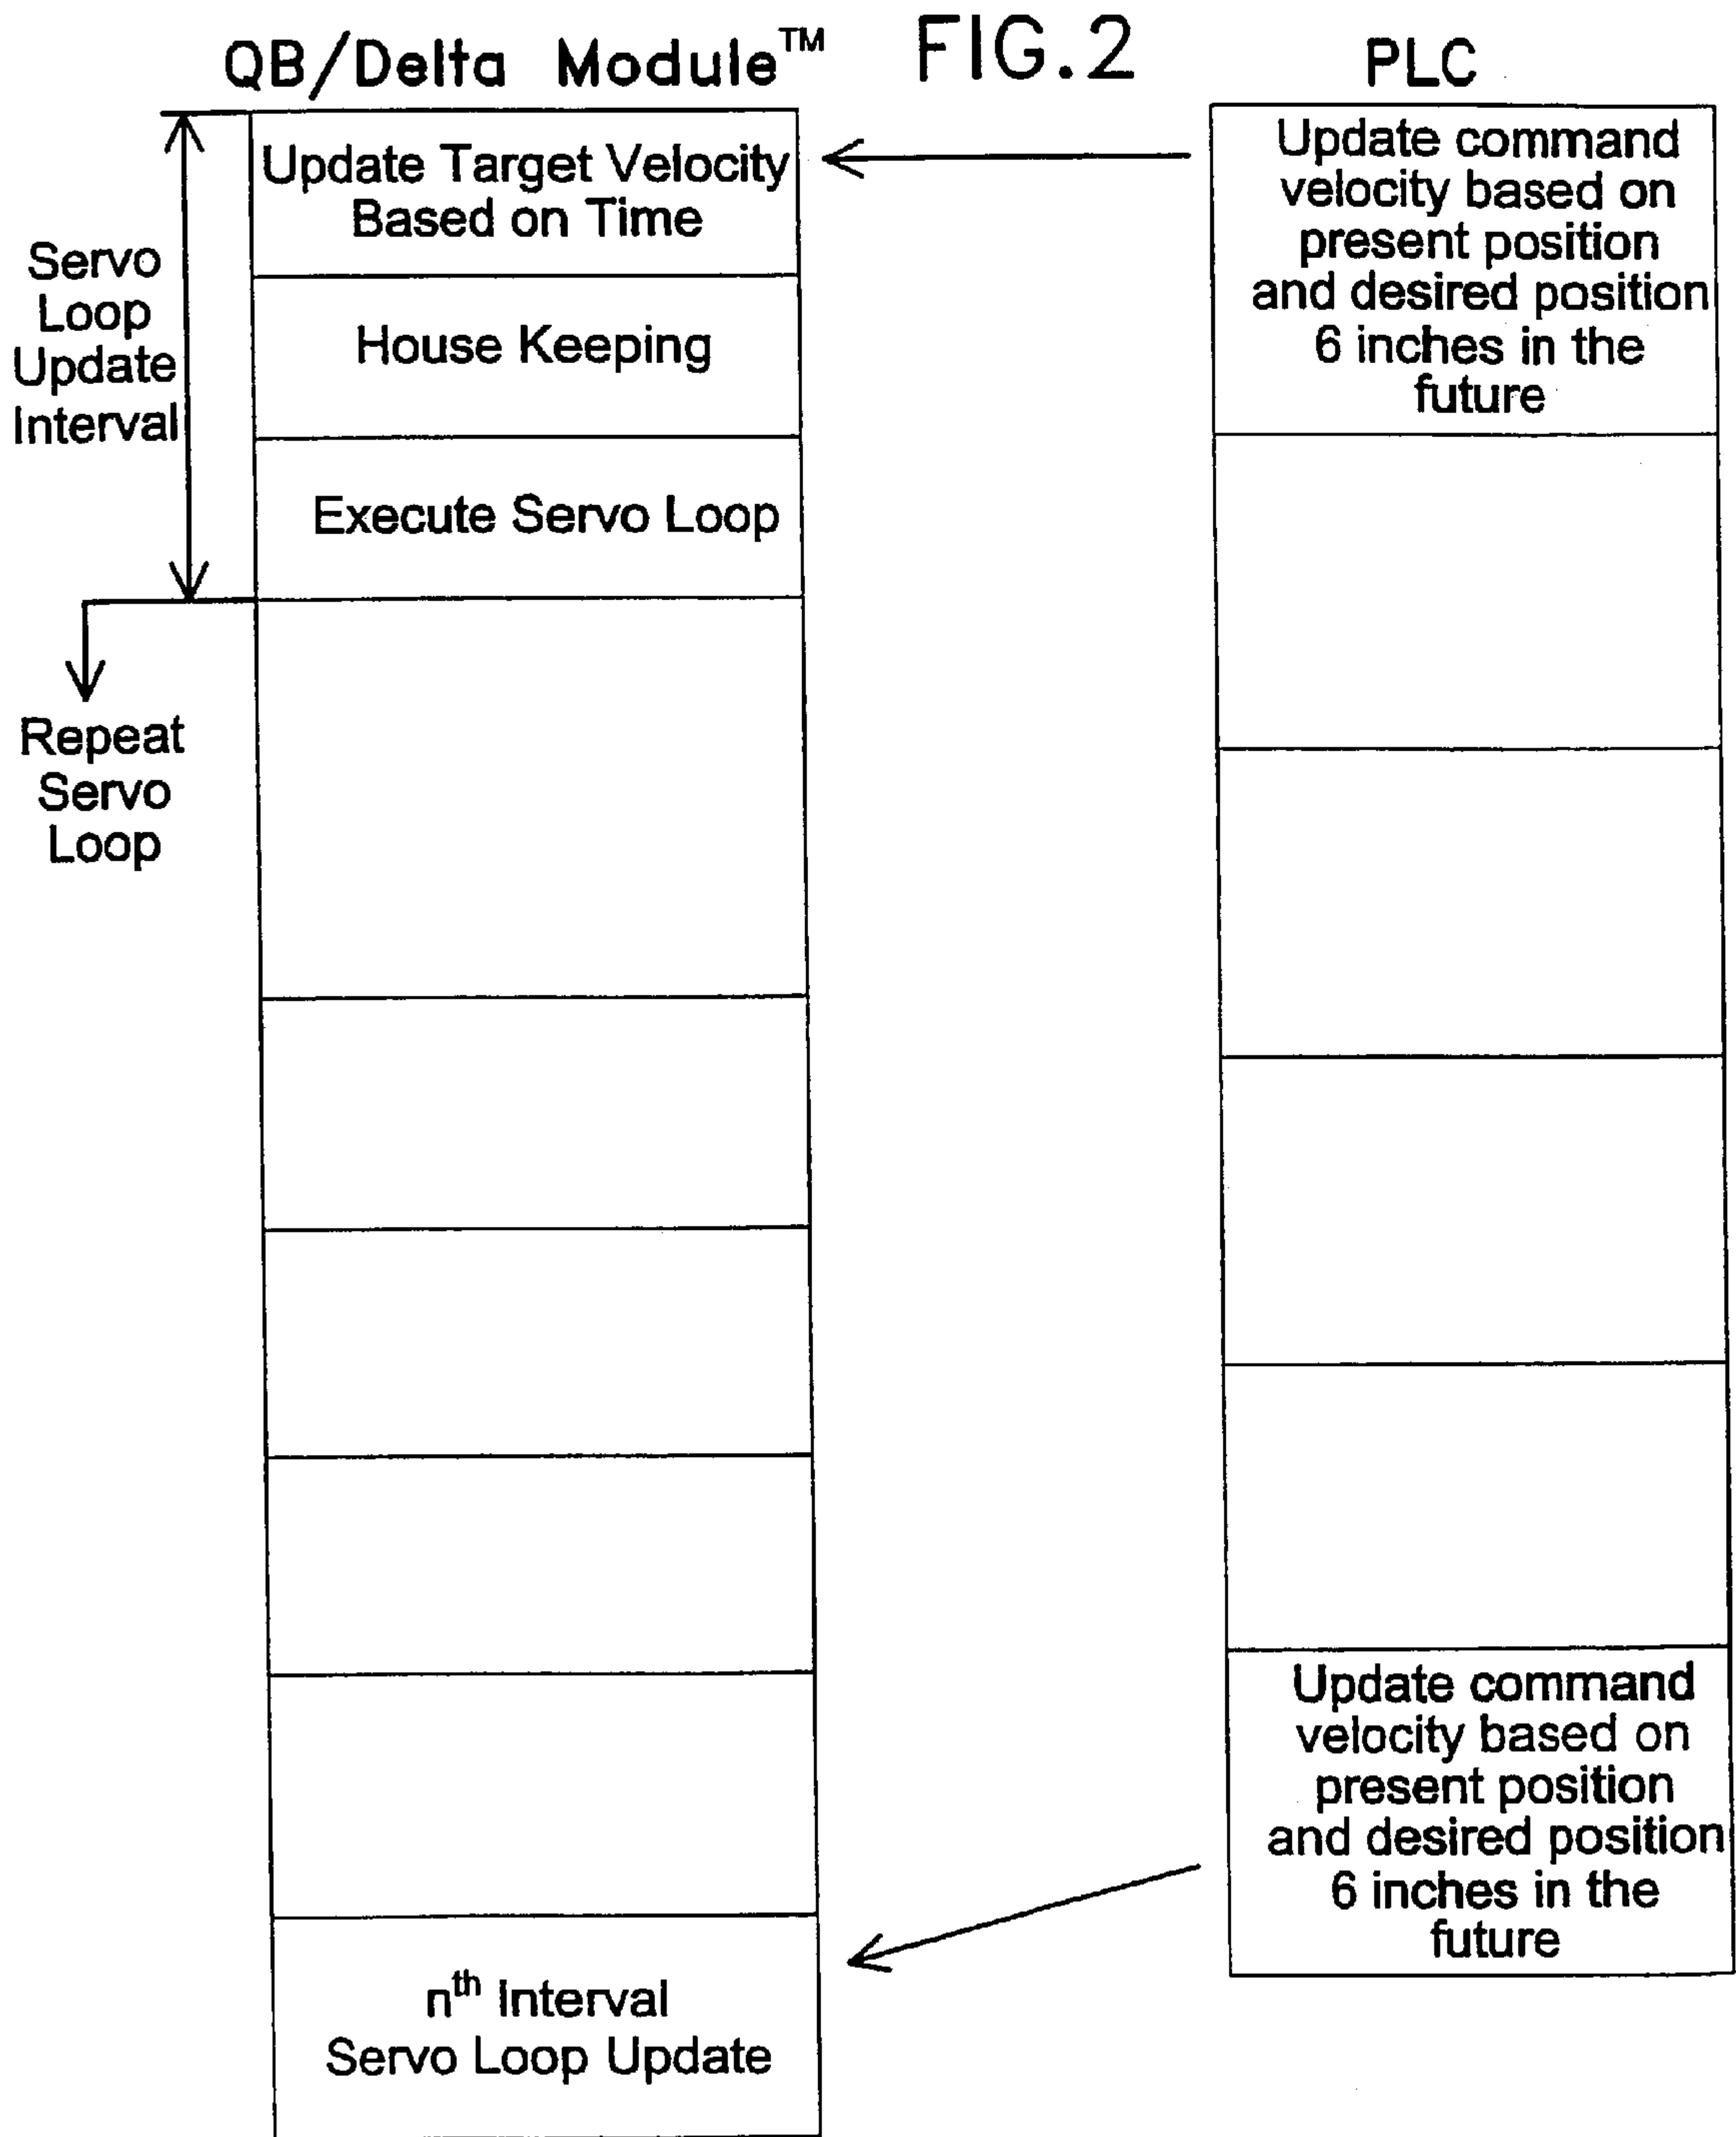 FIG.2
QB/Delta Module™
PLC
Servo
Loop
Update
Interval
Update Target Velocity
Based on Time
House Keeping
Execute Servo Loop
Repeat
Servo
Loop
nth Interval
Servo Loop Update
Update command
velocity based on
present position
and desired position
6 inches in the
future
Update command
velocity based on
present position
and desired position
6 inches in the
future